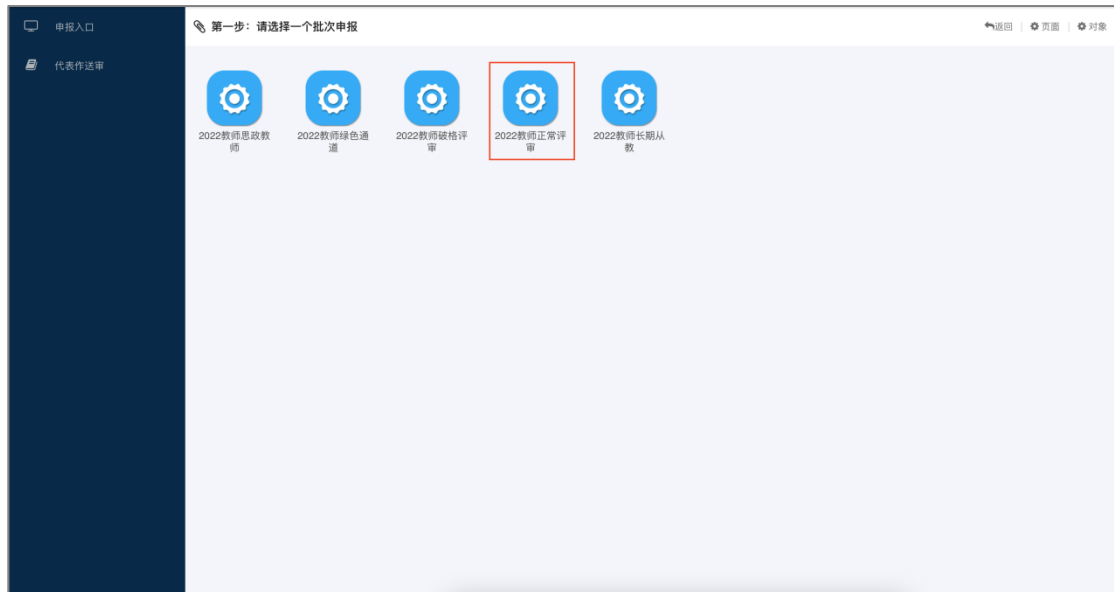 申报入口
代表作送审
第一步：请选择一个批次申报
返回 | 页面 | 对象
2022教师思政教
师
2022教师绿色通
道
2022教师破格评
审
2022教师正常评
审
2022教师长期从
教